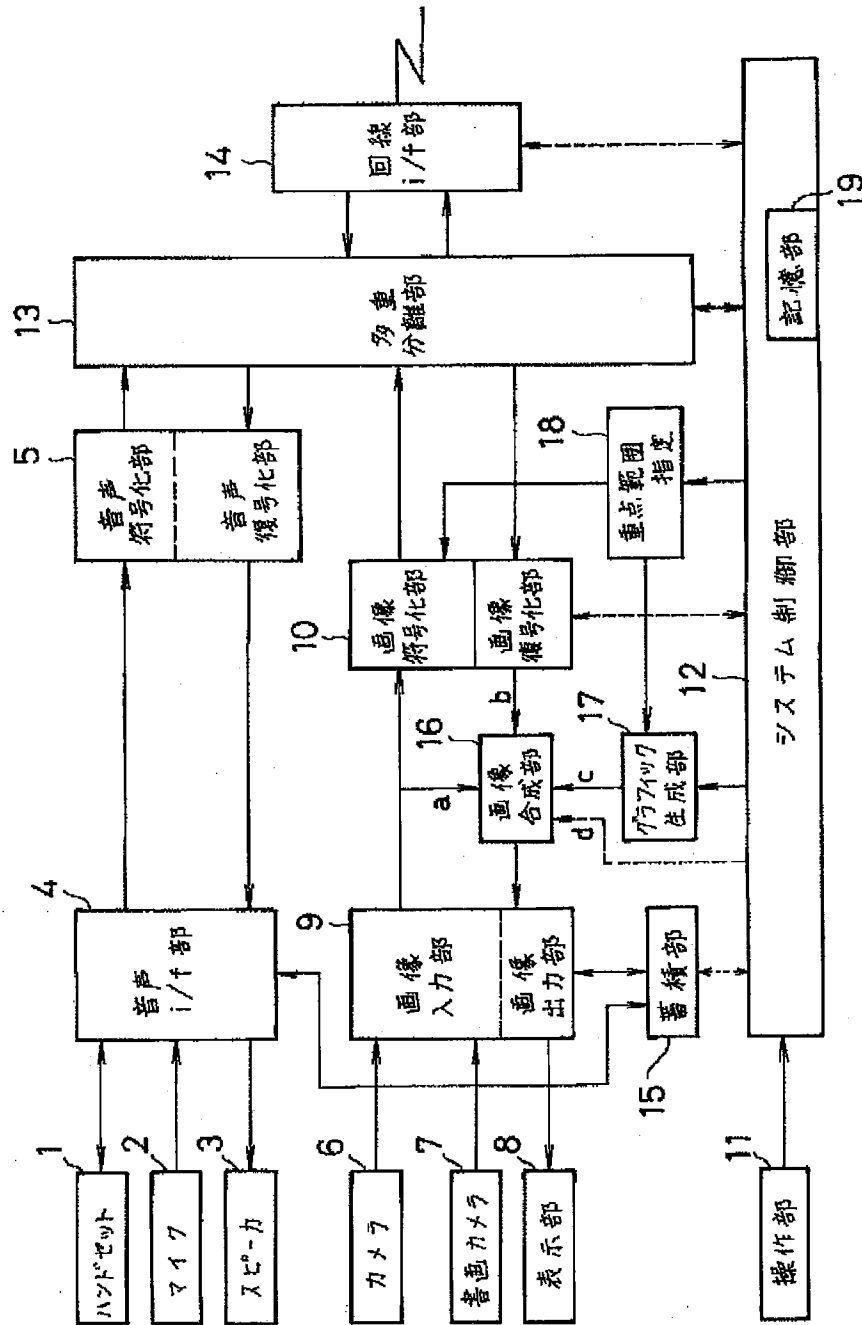 1
ハンドセット
2
マイク
3
スピーカ
4
音声
i/f部
5
音声
符号化部
音声
復号化部
13
多重
分離部
14
回線
i/f部
6
カメラ
7
書画カメラ
8
表示部
9
画像
入力部
画像
出力部
10
画像
符号化部
画像
復号化部
a
b
16
画像
合成部
c
d
17
グラフィック
生成部
18
重点範囲
指定
15
蓄積部
11
操作部
12
システム制御部
19
記憶部